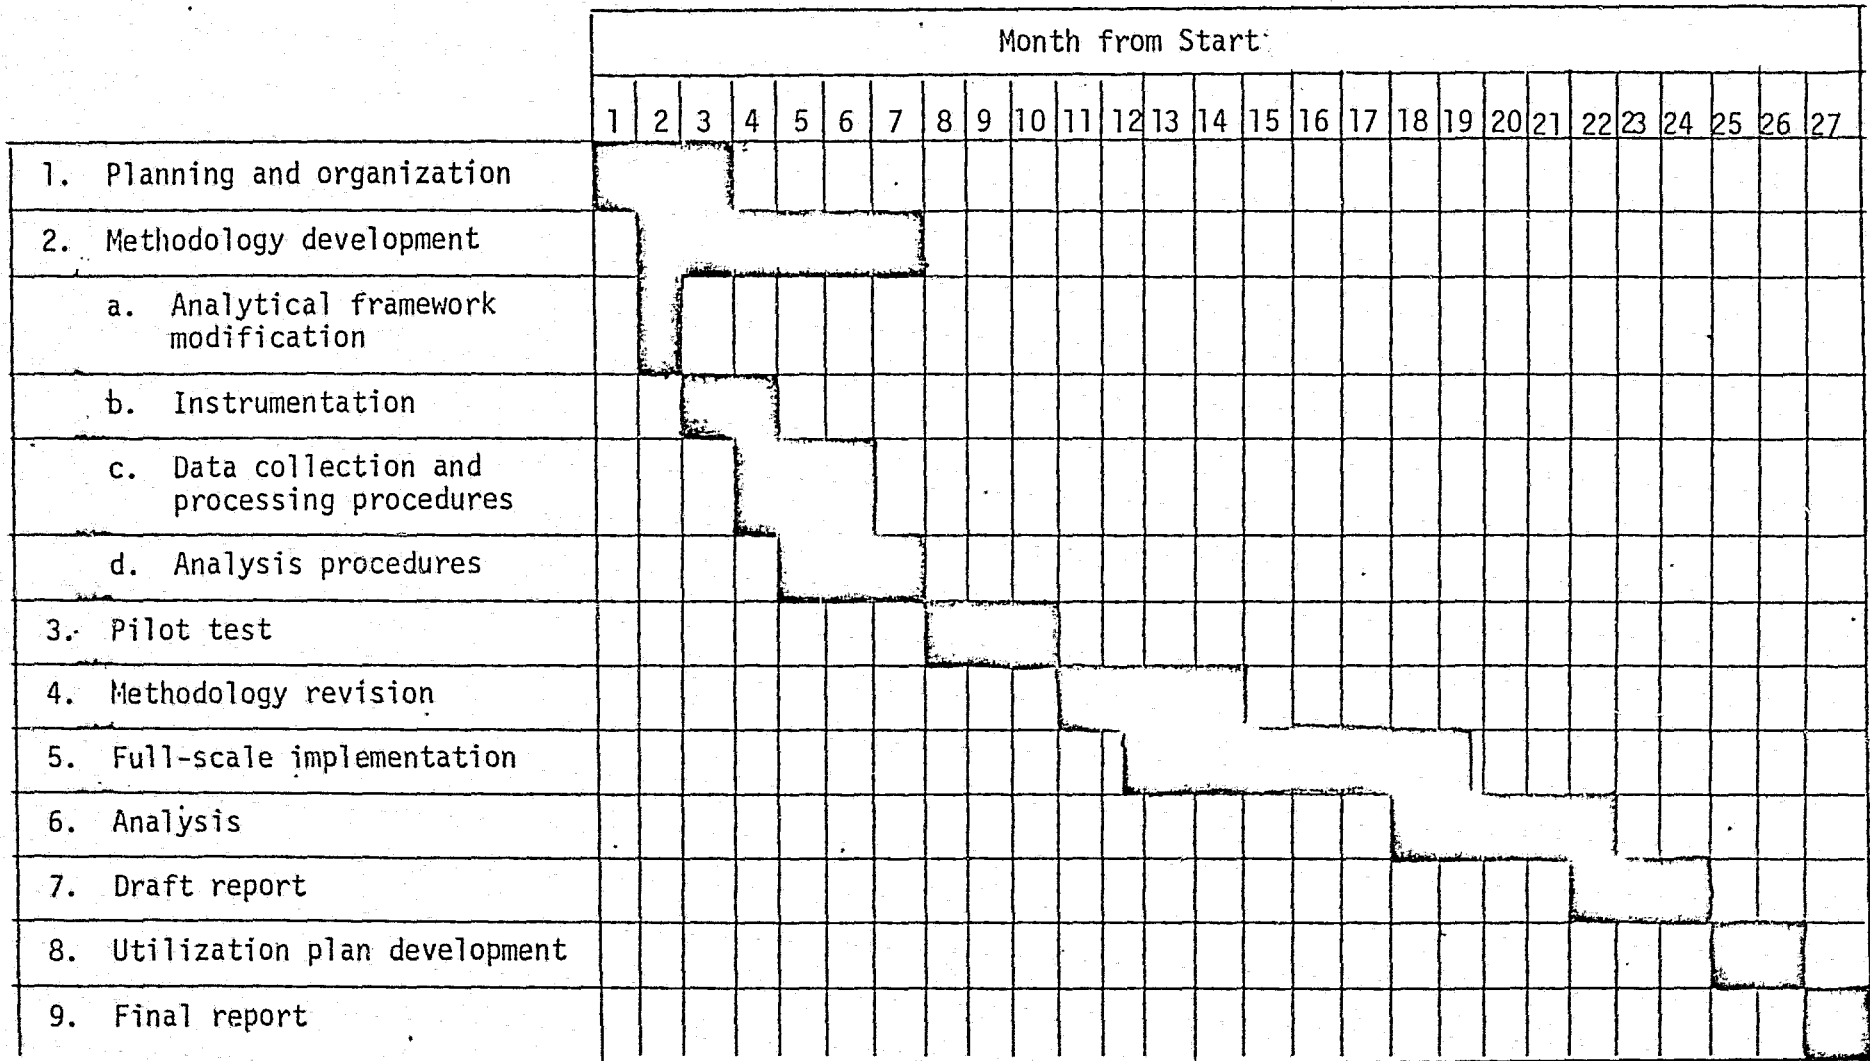 Month from Start
1 2 3 4 5 6 7 8 9 10 11 12 13 14 15 16 17 18 19 20 21 22 23 24 25 26 27
1. Planning and organization
2. Methodology development
a. Analytical framework
modification
b. Instrumentation
c. Data collection and
processing procedures
d. Analysis procedures
3. Pilot test
4. Methodology revision
5. Full-scale implementation
6. Analysis
7. Draft report
8. Utilization plan development
9. Final report